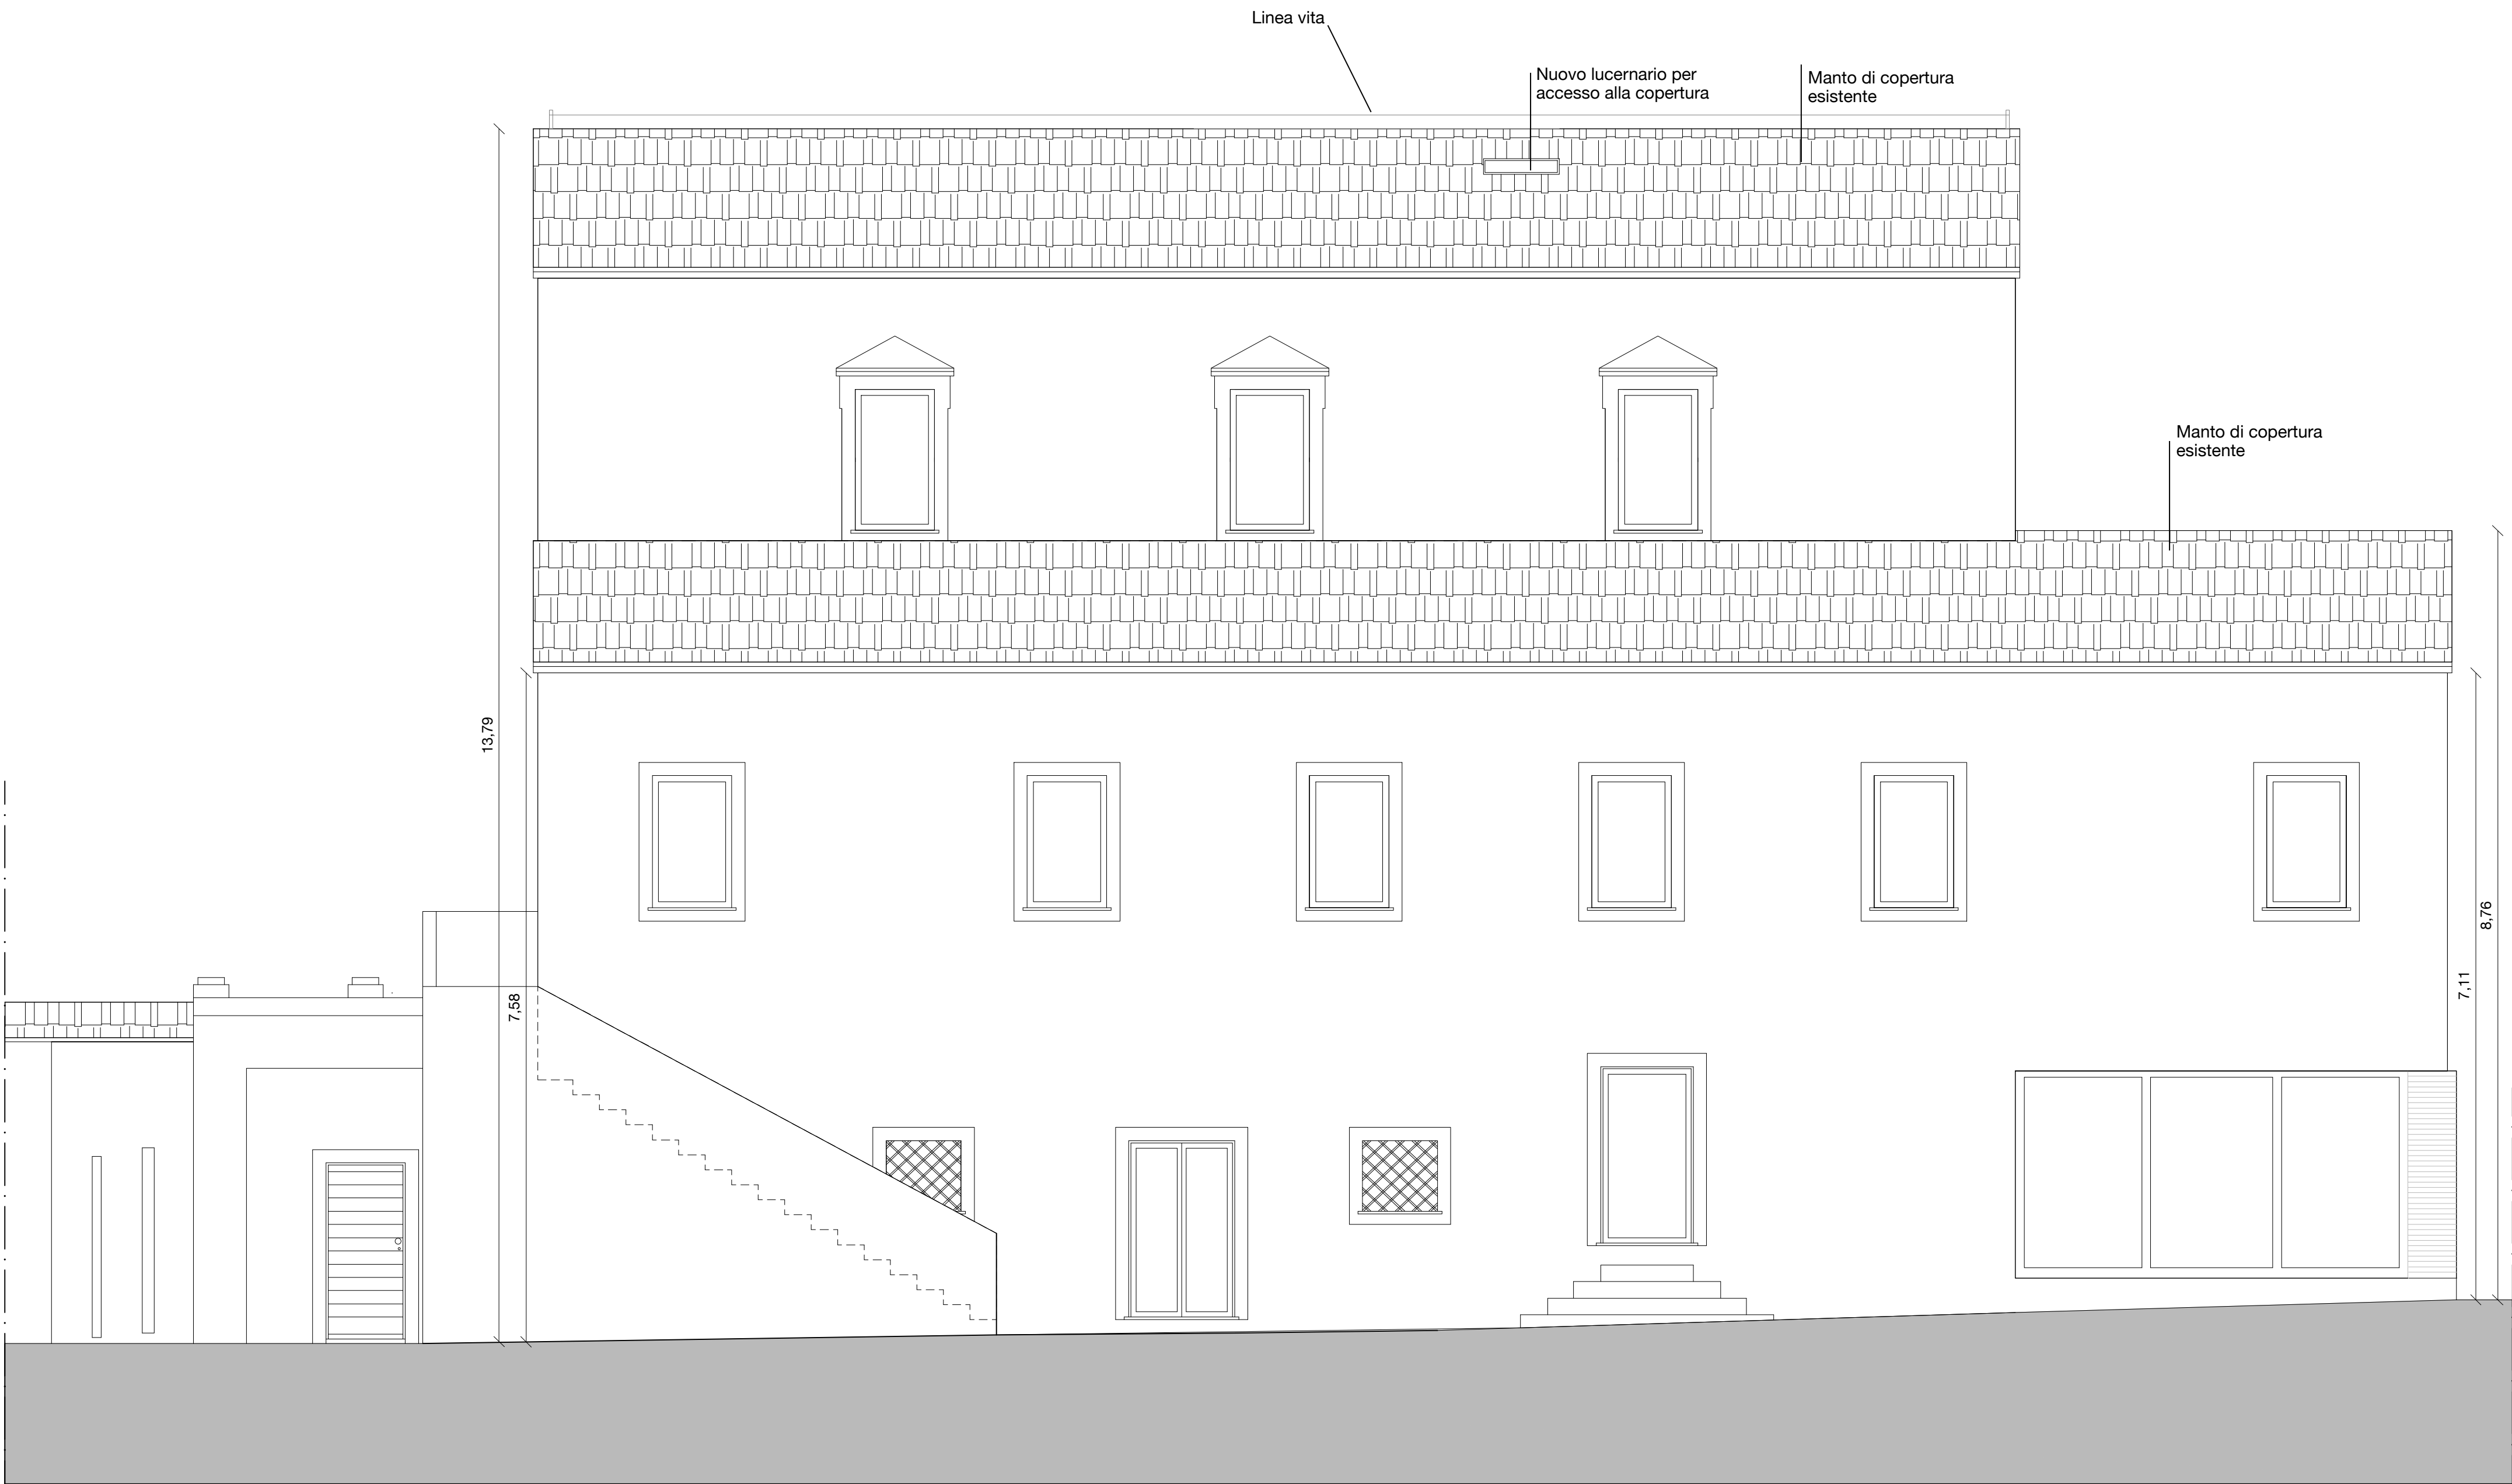 Linea vita
Nuovo lucernario per
accesso alla copertura
Manto di copertura
esistente
Manto di copertura
esistente
13,79
7,58
8,76
7,11